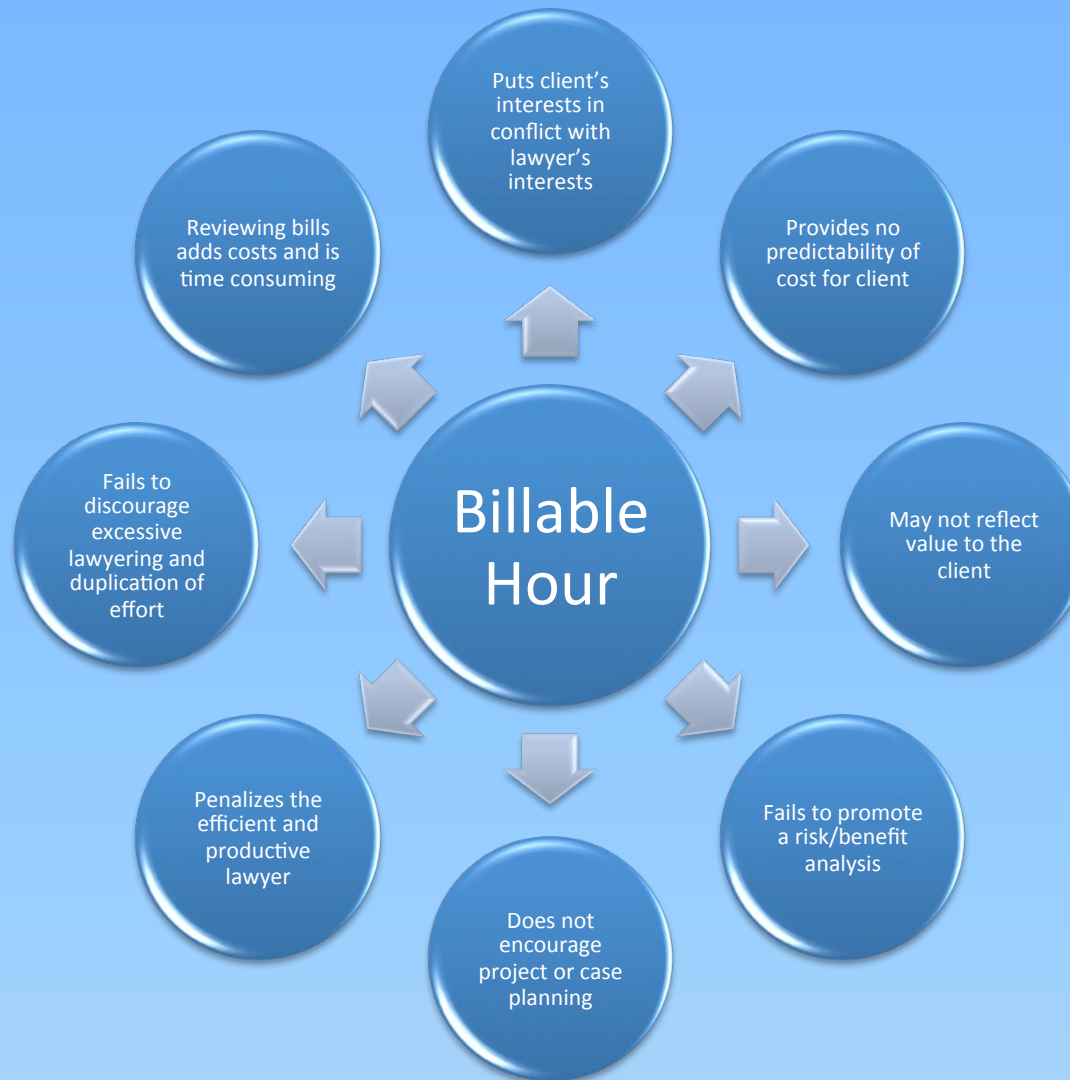 Puts client’s
interests in
conflict with
lawyer’s
interests
Provides no
predictability of
cost for client
May not reflect
value to the
client
Fails to promote
a risk/benefit
analysis
Does not
encourage
project or case
planning
Penalizes the
efficient and
productive
lawyer
Fails to
discourage
excessive
lawyering and
duplication of
effort
Reviewing bills
adds costs and is
time consuming
Billable
Hour